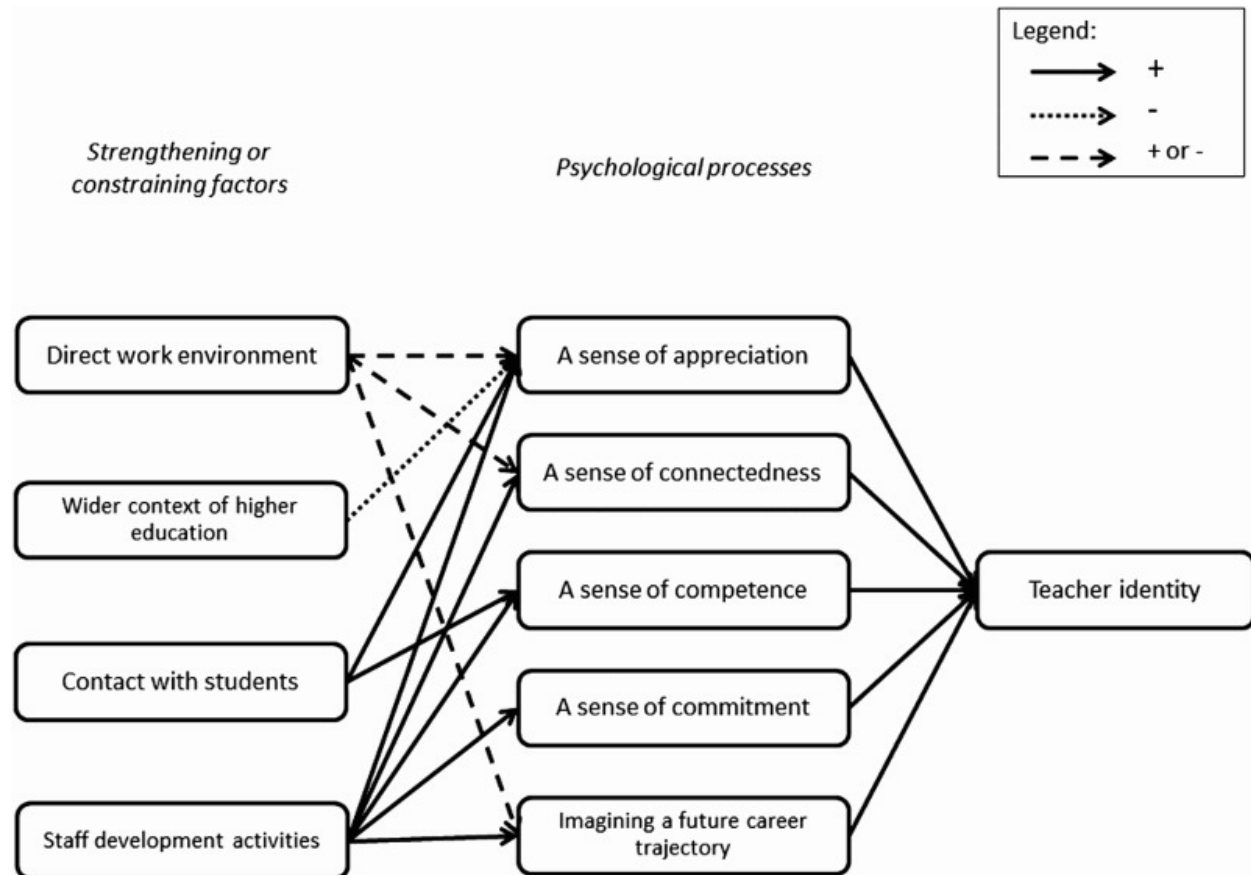 Legend:
+
-
+ or -
Strengthening or
constraining factors
Psychological processes
Direct work environment
A sense of appreciation
A sense of connectedness
Wider context of higher
education
A sense of competence
Teacher identity
Contact with students
A sense of commitment
Staff development activities
Imagining a future career
trajectory